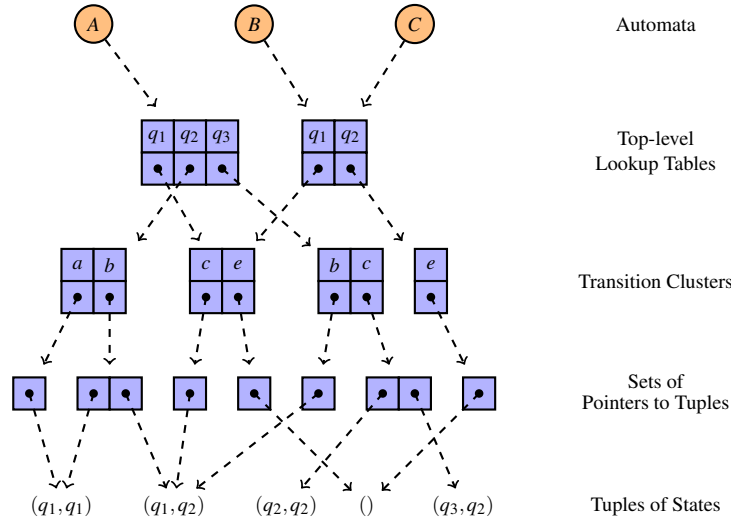 A B C Automata
q₁ q₂ q₃ q₁ q₂ Top-level
Lookup Tables
a b c e b c e Transition Clusters
Sets of
Pointers to Tuples
(q₁,q₁) (q₁,q₂) (q₂,q₂) () (q₃,q₂) Tuples of States